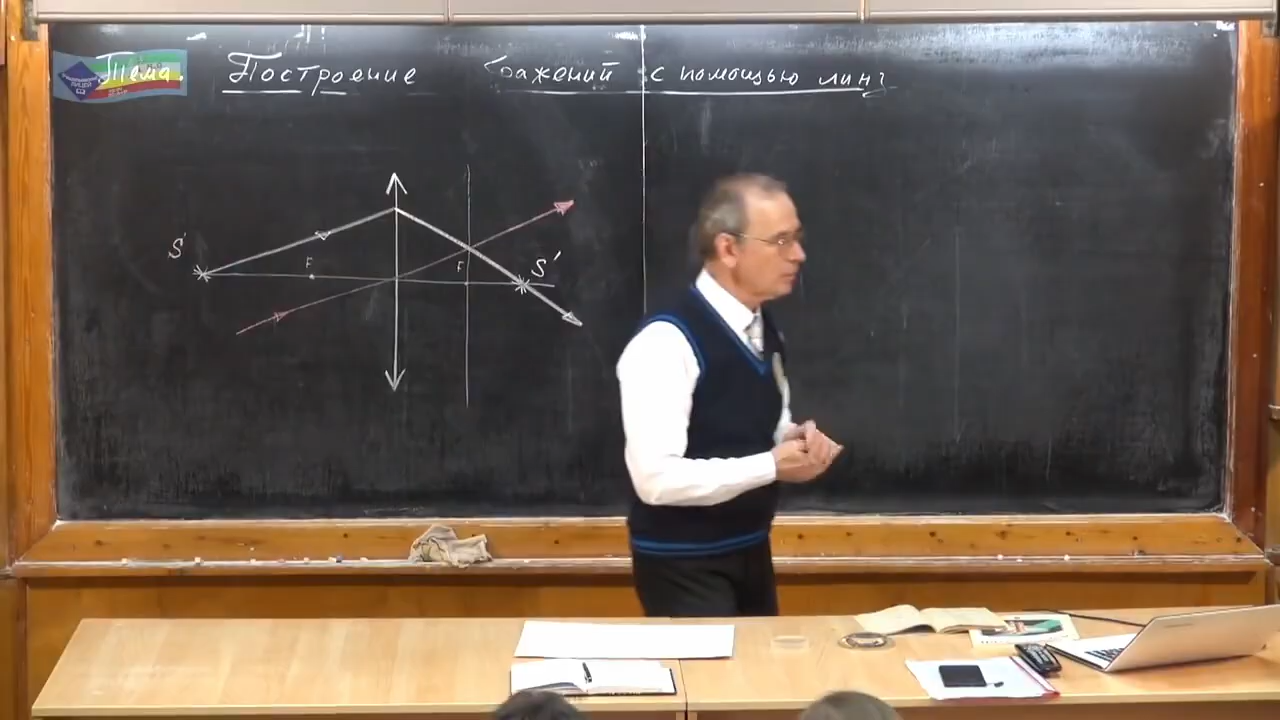 Тема. Построение бражений с помощью линз
S
F
F
S'